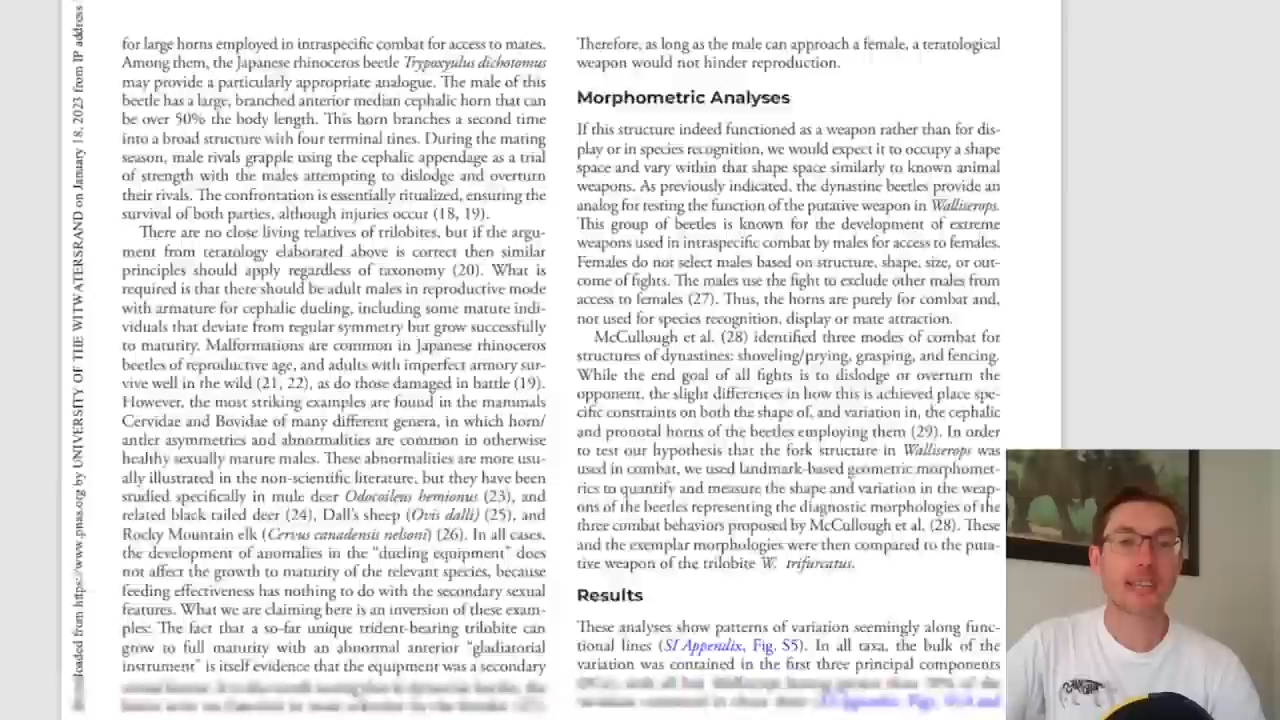 loaded from https://www.pnas.org by UNIVERSITY OF THE WITWATERSRAND on January 18, 2023 from IP address
for large horns employed in intraspecific combat for access to mates.
Among them, the Japanese rhinoceros beetle Trypoxyulus dichotomus
may provide a particularly appropriate analogue. The male of this
beetle has a large, branched anterior median cephalic horn that can
be over 50% the body length. This horn branches a second time
into a broad structure with four terminal tines. During the mating
season, male rivals grapple using the cephalic appendage as a trial
of strength with the males attempting to dislodge and overturn
their rivals. The confrontation is essentially ritualized, ensuring the
survival of both parties, although injuries occur (18, 19).
There are no close living relatives of trilobites, but if the argu-
ment from teratology elaborated above is correct then similar
principles should apply regardless of taxonomy (20). What is
required is that there should be adult males in reproductive mode
with armature for cephalic dueling, including some mature indi-
viduals that deviate from regular symmetry but grow successfully
to maturity. Malformations are common in Japanese rhinoceros
beetles of reproductive age, and adults with imperfect armory sur-
vive well in the wild (21, 22), as do those damaged in battle (19).
However, the most striking examples are found in the mammals
Cervidae and Bovidae of many different genera, in which horn/
antler asymmetries and abnormalities are common in otherwise
healthy sexually mature males. These abnormalities are more usu-
ally illustrated in the non-scientific literature, but they have been
studied specifically in mule deer Odocoileus hemionus (23), and
related black tailed deer (24), Dall's sheep (Ovis dalli) (25), and
Rocky Mountain elk (Cervus canadensis nelsoni) (26). In all cases,
the development of anomalies in the "dueling equipment" does
not affect the growth to maturity of the relevant species, because
feeding effectiveness has nothing to do with the secondary sexual
features. What we are claiming here is an inversion of these exam-
ples: The fact that a so-far unique trident-bearing trilobite can
grow to full maturity with an abnormal anterior "gladiatorial
instrument" is itself evidence that the equipment was a secondary
Therefore, as long as the male can approach a female, a teratological
weapon would not hinder reproduction.
Morphometric Analyses
If this structure indeed functioned as a weapon rather than for dis-
play or in species recognition, we would expect it to occupy a shape
space and vary within that shape space similarly to known animal
weapons. As previously indicated, the dynastine beetles provide an
analog for testing the function of the putative weapon in Walliserops.
This group of beetles is known for the development of extreme
weapons used in intraspecific combat by males for access to females.
Females do not select males based on structure, shape, size, or out-
come of fights. The males use the fight to exclude other males from
access to females (27). Thus, the horns are purely for combat and,
not used for species recognition, display or mate attraction.
McCullough et al. (28) identified three modes of combat for
structures of dynastines: shoveling/prying, grasping, and fencing.
While the end goal of all fights is to dislodge or overturn the
opponent, the slight differences in how this is achieved place spe-
cific constraints on both the shape of, and variation in, the cephalic
and pronotal horns of the beetles employing them (29). In order
to test our hypothesis that the fork structure in Walliserops was
used in combat, we used landmark-based geometric morphomet-
rics to quantify and measure the shape and variation in the weap-
ons of the beetles representing the diagnostic morphologies of the
three combat behaviors proposed by McCullough et al. (28). These
and the exemplar morphologies were then compared to the puta-
tive weapon of the trilobite W. trifurcatus.
Results
These analyses show patterns of variation seemingly along func-
tional lines (SI Appendix, Fig. S5). In all taxa, the bulk of the
variation was contained in the first three principal components